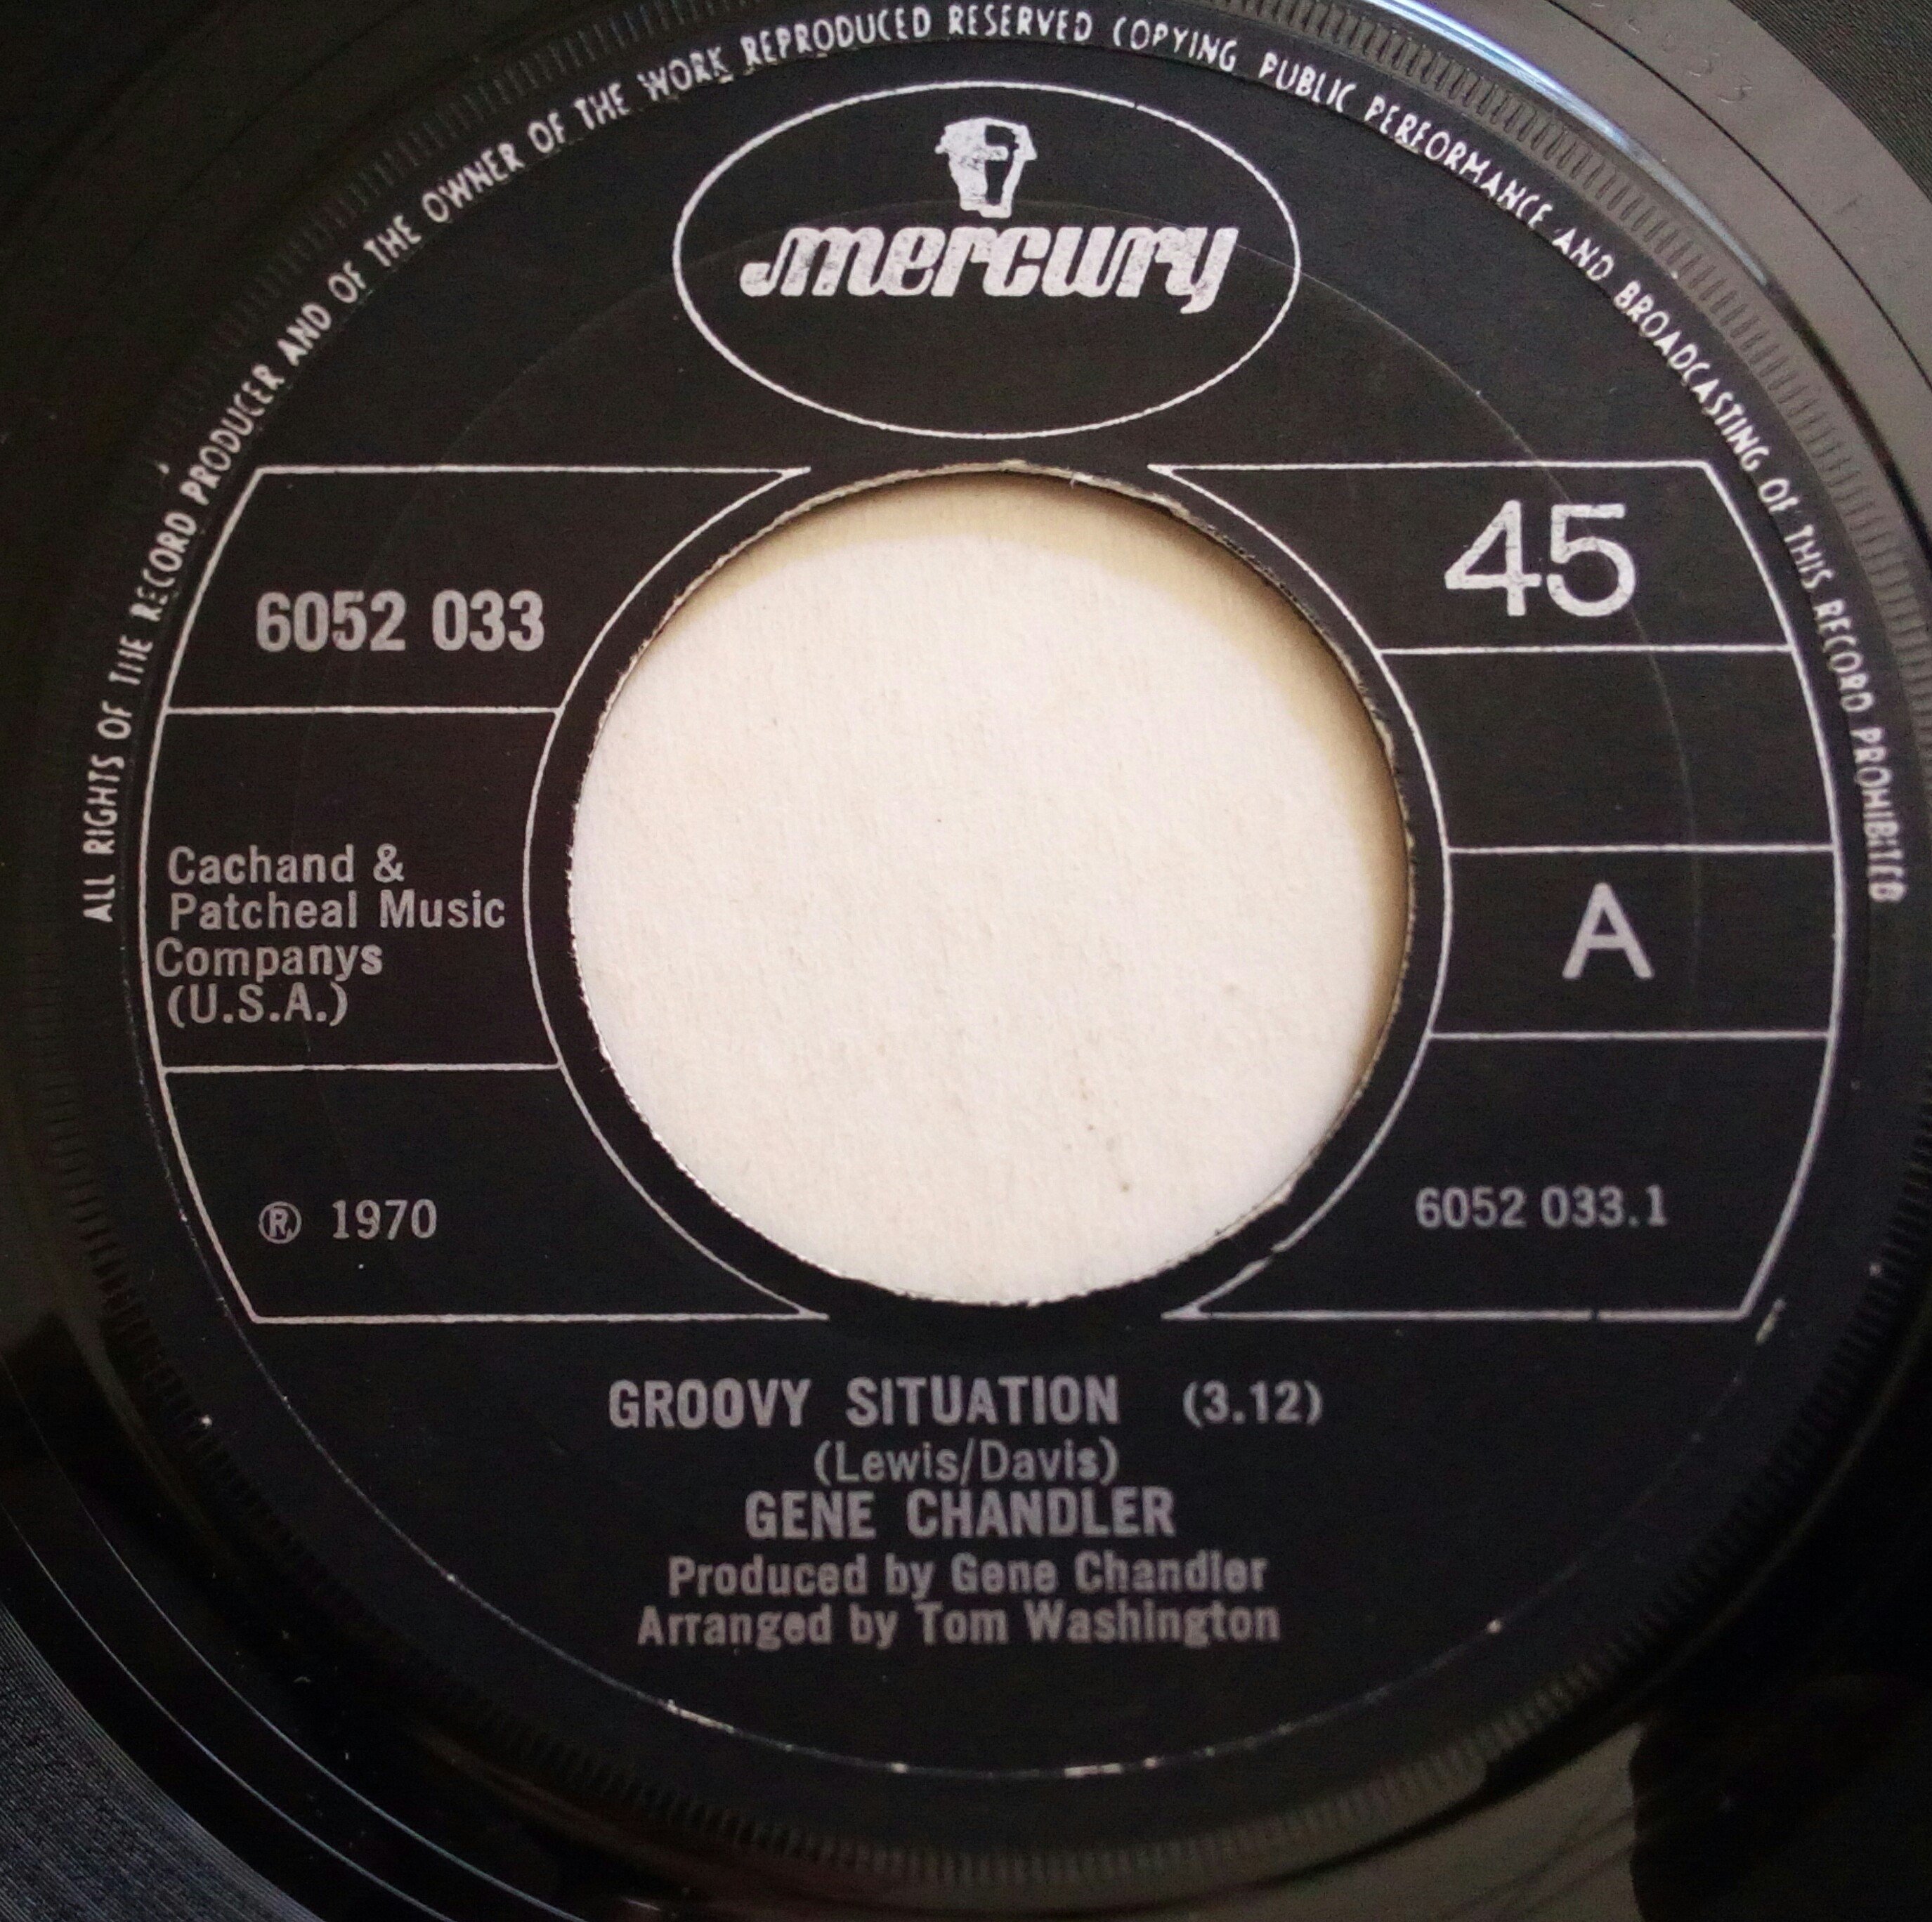 ALL RIGHTS OF THE RECORD PRODUCER AND OF THE OWNER OF THE WORK REPRODUCED RESERVED COPYING PUBLIC PERFORMANCE AND BROADCASTING OF THIS RECORD PROHIBITED
mercury
6052 033
45
Cachand &
Patcheal Music
Companys
(U.S.A.)
A
Ⓡ 1970
6052 033.1
GROOVY SITUATION (3.12)
(Lewis/Davis)
GENE CHANDLER
Produced by Gene Chandler
Arranged by Tom Washington